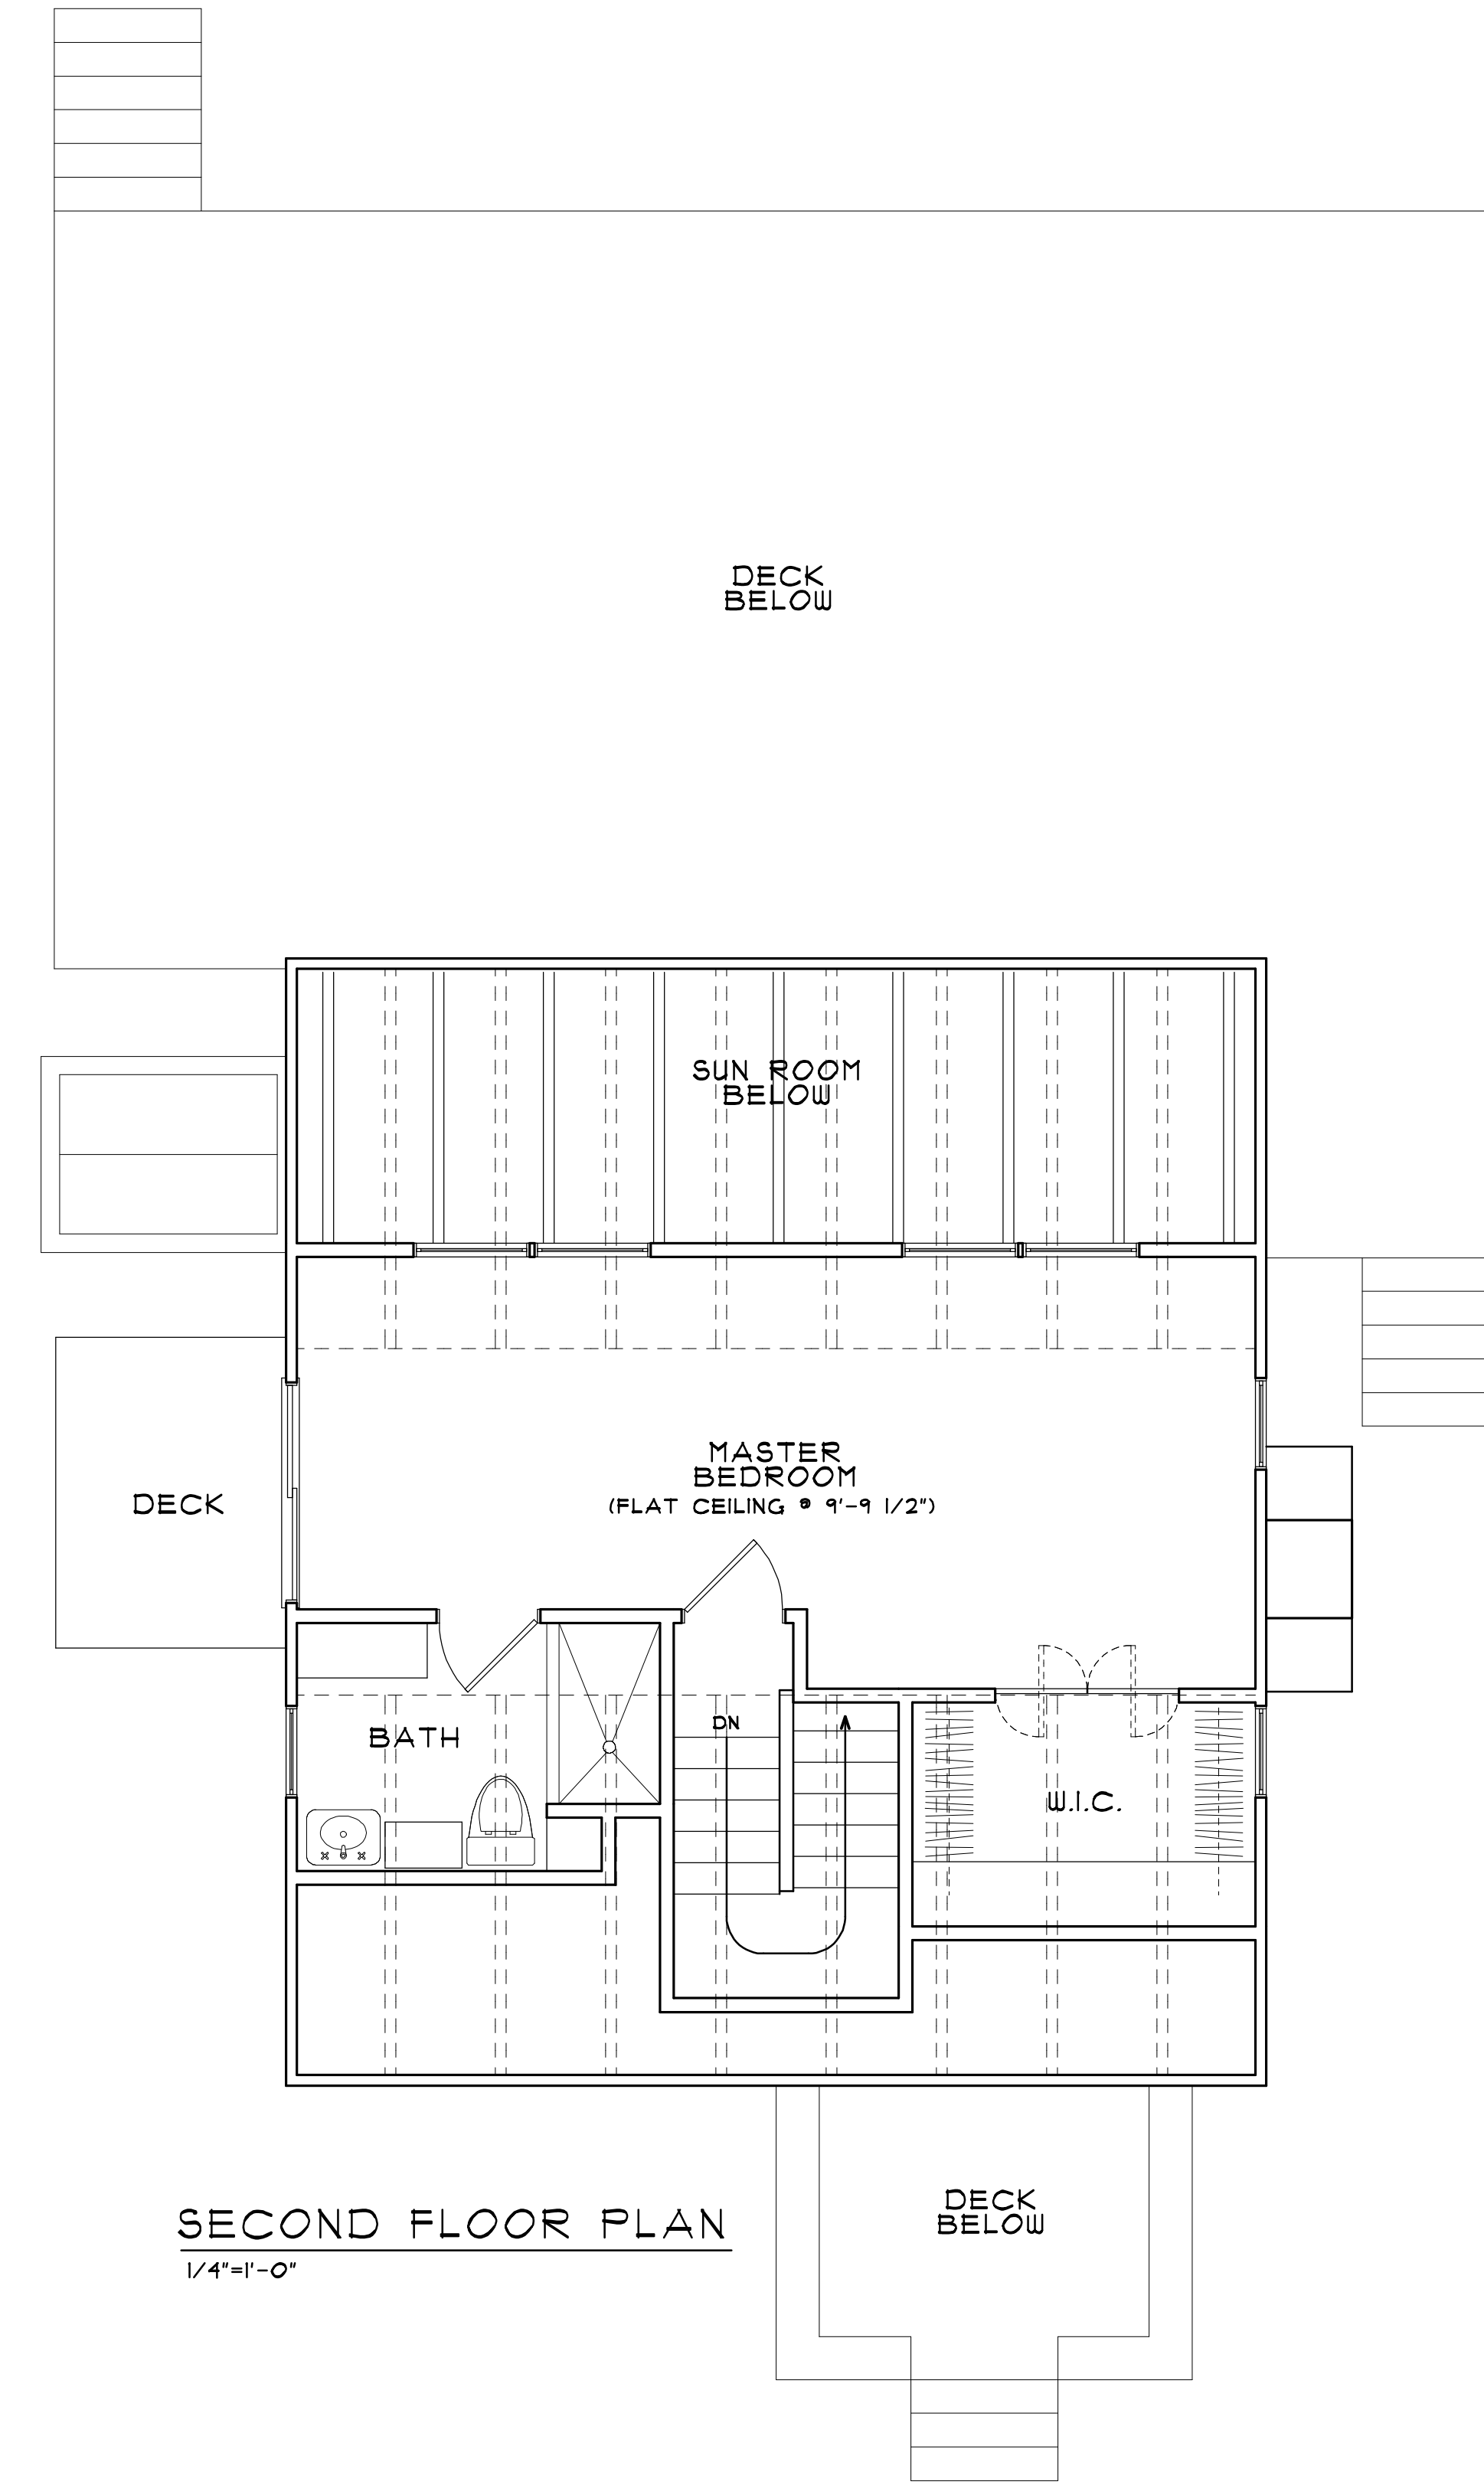 DECK
BELOW
SUN ROOM
BELOW
MASTER
BEDROOM
(FLAT CEILING @ 9'-9 1/2")
DECK
DN
BATH
W.I.C.
DECK
BELOW
SECOND FLOOR PLAN
1/4"=1'-0"